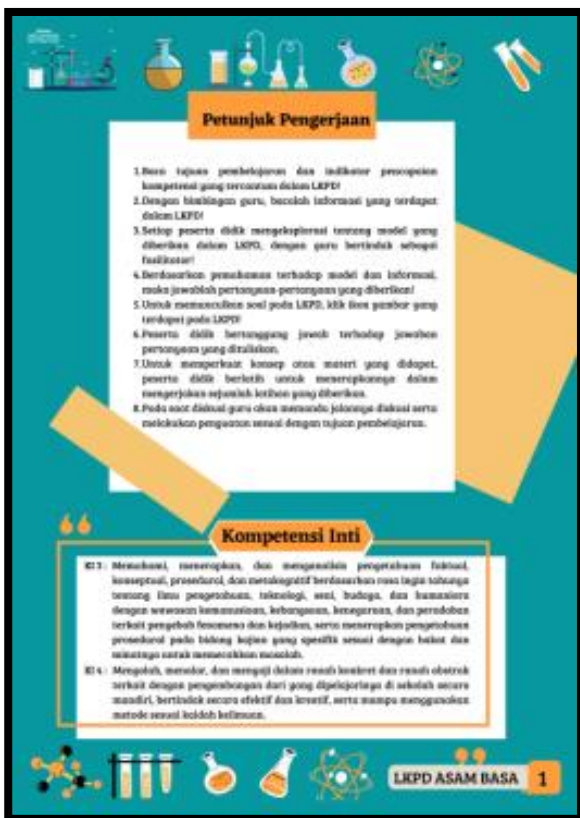 Petunjuk Pengerjaan
1.Baca tujuan pembelajaran dan indikator pencapaian
kompetensi yang tercantum dalam LKPD!
2.Dengan bimbingan guru, bacalah informasi yang terdapat
dalam LKPD!
3.Setiap peserta didik mengeksplorasi tentang model yang
diberikan dalam LKPD, dengan guru bertindak sebagai
fasilitator!
4.Berdasarkan pemahaman terhadap model dan informasi,
maka jawablah pertanyaan-pertanyaan yang diberikan!
5.Untuk memunculkan soal pada LKPD, klik ikon gambar yang
terdapat pada LKPD!
6.Peserta didik bertanggung jawab terhadap jawaban
pertanyaan yang dituliskan.
7.Untuk memperkuat konsep atau materi yang didapat,
peserta didik berlatih untuk menerapkannya dalam
mengerjakan sejumlah latihan yang diberikan.
8.Pada saat diskusi guru akan memandu jalannya diskusi serta
melakukan penguatan sesuai dengan tujuan pembelajaran.
Kompetensi Inti
KI 3 : Memahami, menerapkan, dan menganalisis pengetahuan faktual,
konseptual, prosedural, dan metakognitif berdasarkan rasa ingin tahunya
tentang ilmu pengetahuan, teknologi, seni, budaya, dan humaniora
dengan wawasan kemanusiaan, kebangsaan, kenegaraan, dan peradaban
terkait penyebab fenomena dan kejadian, serta menerapkan pengetahuan
prosedural pada bidang kajian yang spesifik sesuai dengan bakat dan
minatnya untuk memecahkan masalah.
KI 4 : Mengolah, menalar, dan menyaji dalam ranah konkret dan ranah abstrak
terkait dengan pengembangan dari yang dipelajarinya di sekolah secara
mandiri, bertindak secara efektif dan kreatif, serta mampu menggunakan
metode sesuai kaidah keilmuan.
LKPD ASAM BASA 1